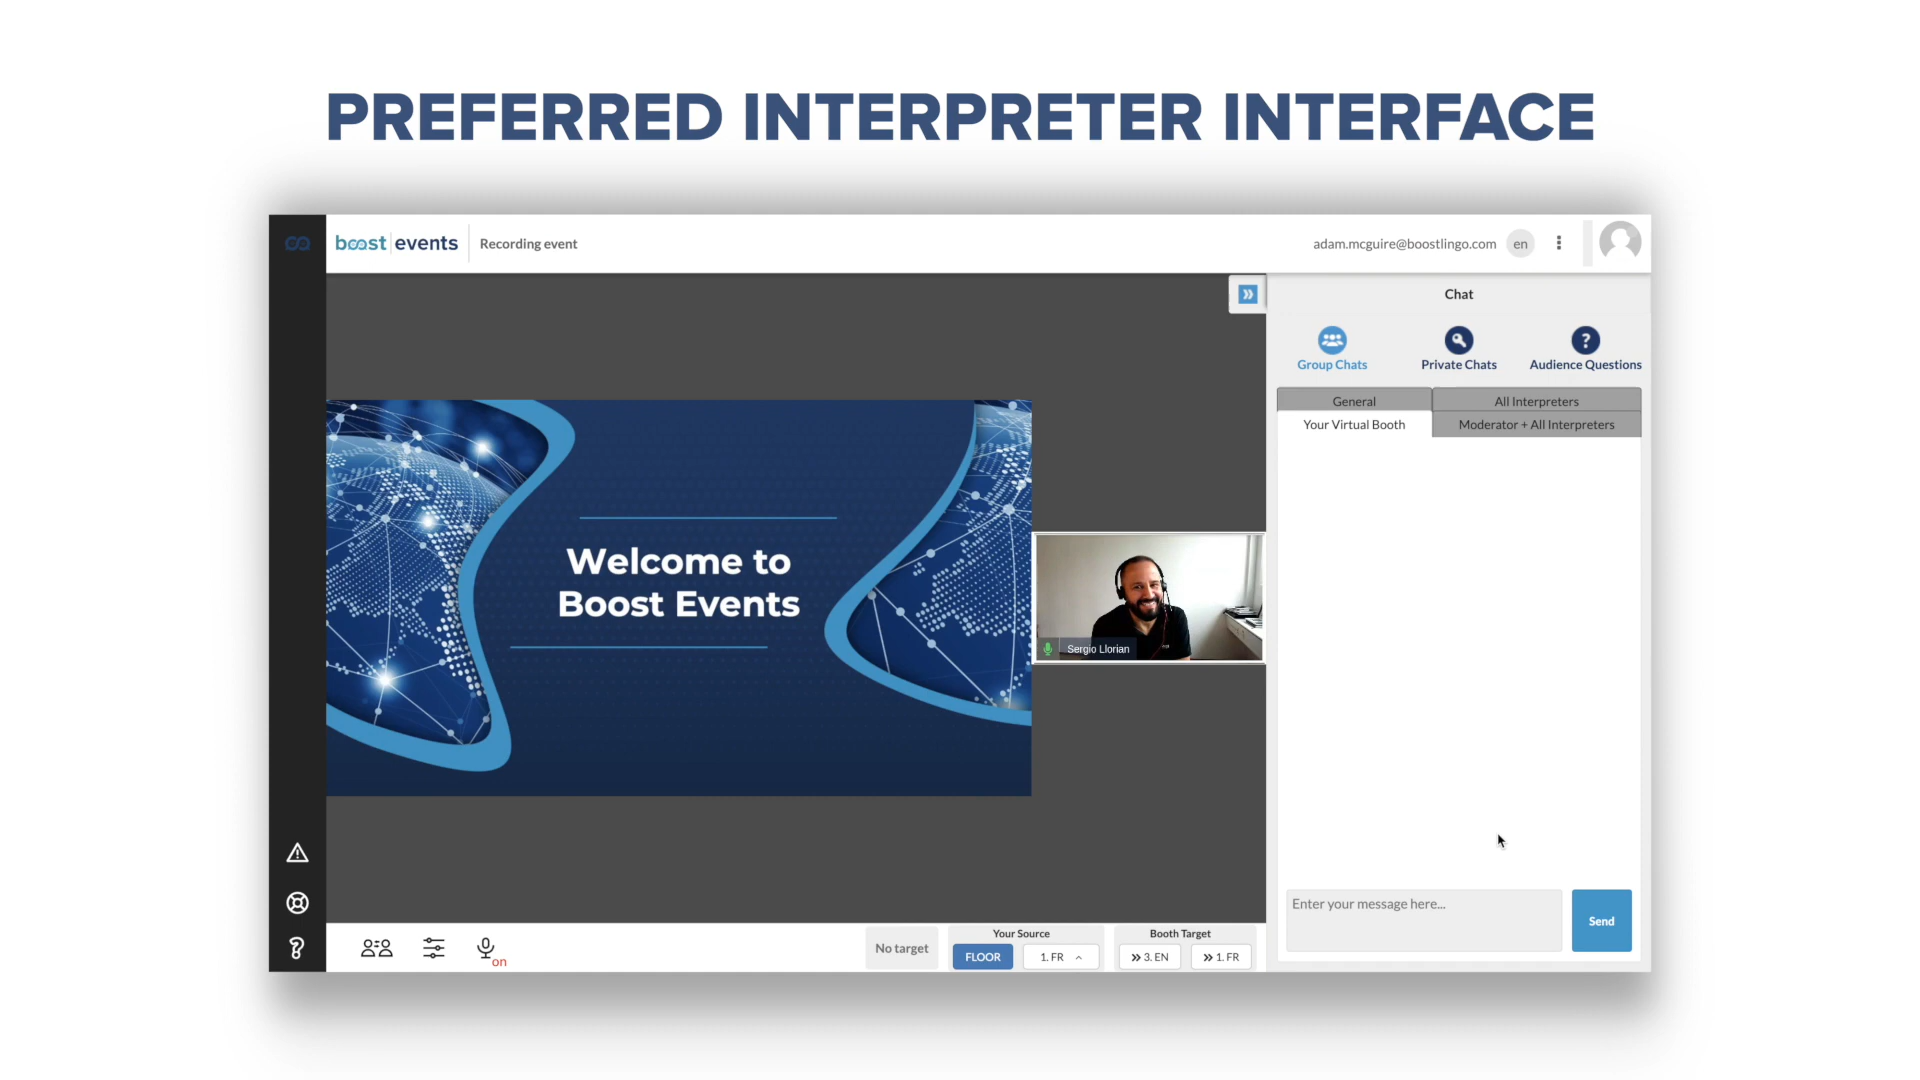 PREFERRED INTERPRETER INTERFACE
boost events
Recording event
adam.mcguire@boostlingo.com
en
Chat
Group Chats
Private Chats
Audience Questions
General
All Interpreters
Your Virtual Booth
Moderator + All Interpreters
Welcome to
Boost Events
Sergio Llorian
Enter your message here...
Send
on
No target
Your Source
FLOOR
1. FR
Booth Target
3. EN
1. FR